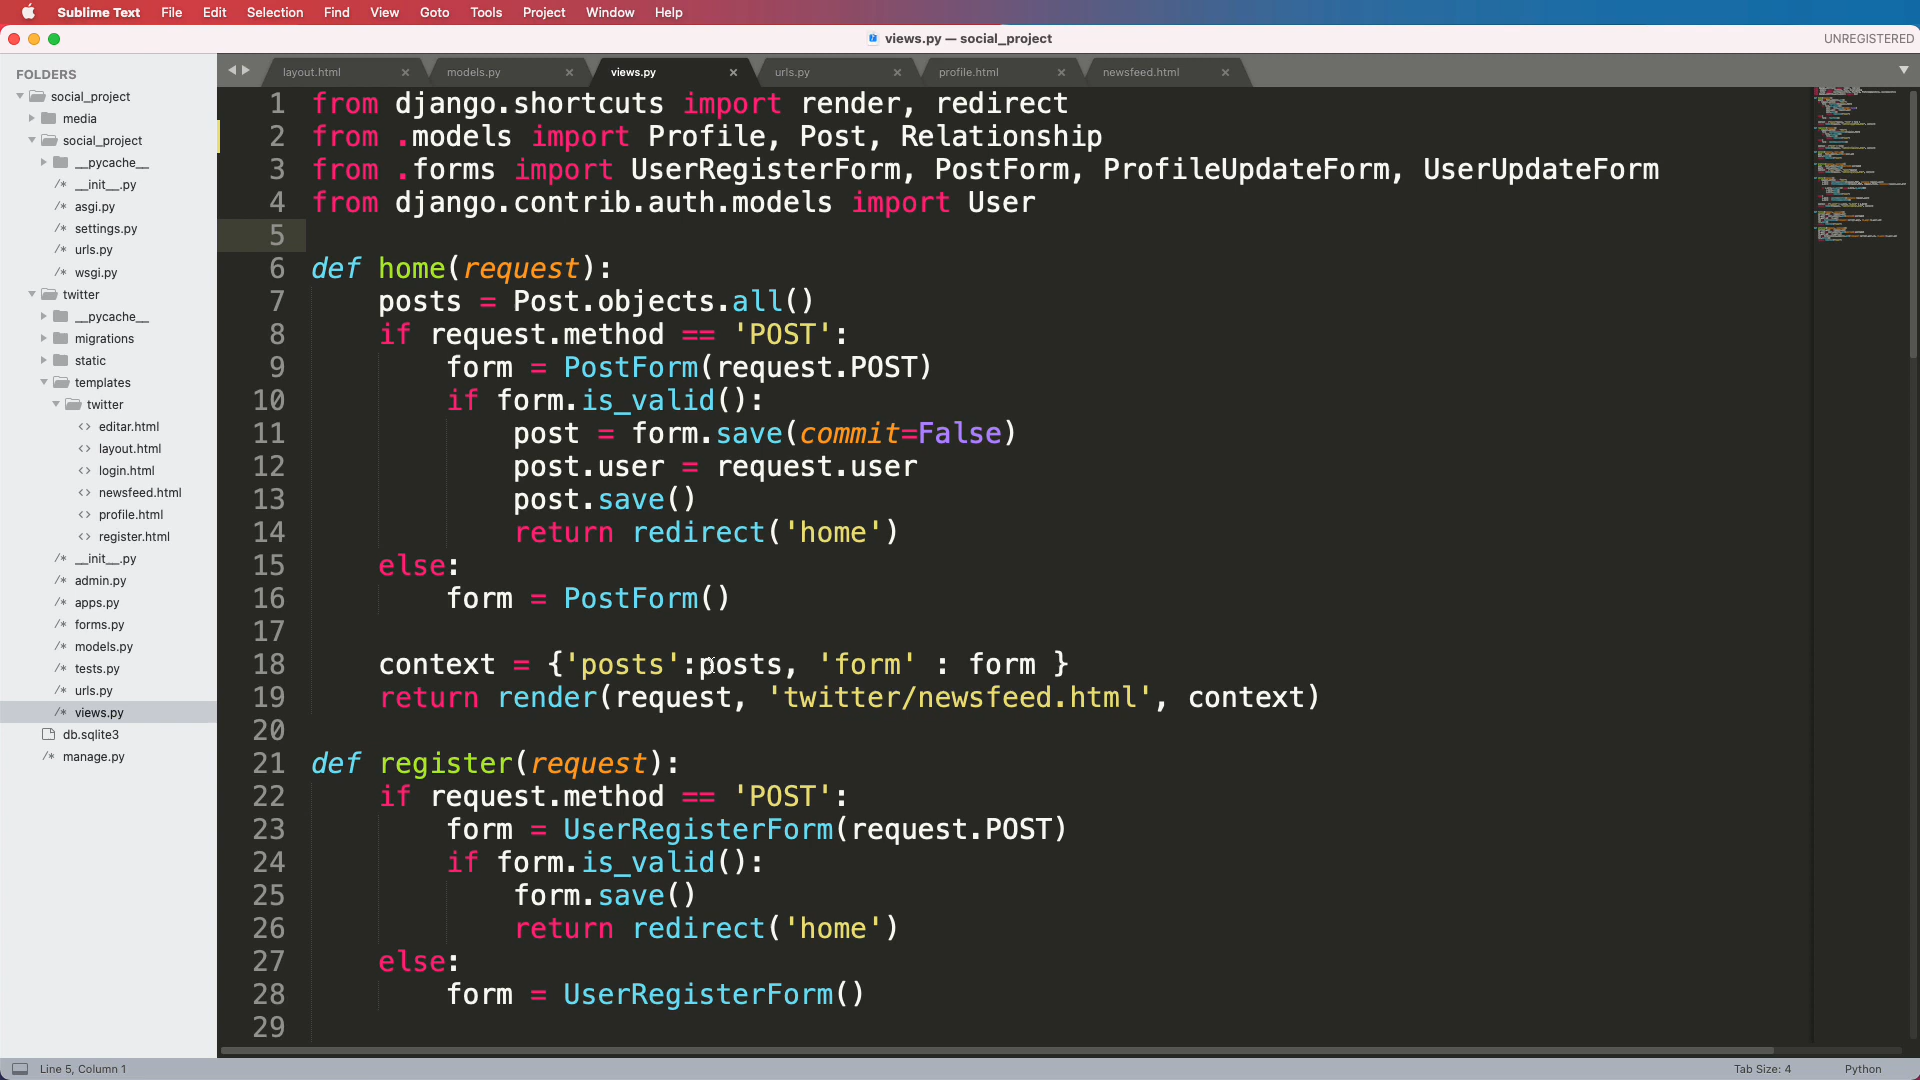 Sublime Text File Edit Selection Find View Goto Tools Project Window Help
views.py — social_project
UNREGISTERED
FOLDERS
social_project
media
social_project
__pycache__
/* __init__.py
/* asgi.py
/* settings.py
/* urls.py
/* wsgi.py
twitter
__pycache__
migrations
static
templates
twitter
<> editar.html
<> layout.html
<> login.html
<> newsfeed.html
<> profile.html
<> register.html
/* __init__.py
/* admin.py
/* apps.py
/* forms.py
/* models.py
/* tests.py
/* urls.py
/* views.py
db.sqlite3
/* manage.py
layout.html × models.py × views.py × urls.py × profile.html × newsfeed.html ×
1 from django.shortcuts import render, redirect
2 from .models import Profile, Post, Relationship
3 from .forms import UserRegisterForm, PostForm, ProfileUpdateForm, UserUpdateForm
4 from django.contrib.auth.models import User
5
6 def home(request):
7 posts = Post.objects.all()
8 if request.method == 'POST':
9 form = PostForm(request.POST)
10 if form.is_valid():
11 post = form.save(commit=False)
12 post.user = request.user
13 post.save()
14 return redirect('home')
15 else:
16 form = PostForm()
17
18 context = {'posts':posts, 'form' : form }
19 return render(request, 'twitter/newsfeed.html', context)
20
21 def register(request):
22 if request.method == 'POST':
23 form = UserRegisterForm(request.POST)
24 if form.is_valid():
25 form.save()
26 return redirect('home')
27 else:
28 form = UserRegisterForm()
29
Line 5, Column 1
Tab Size: 4
Python